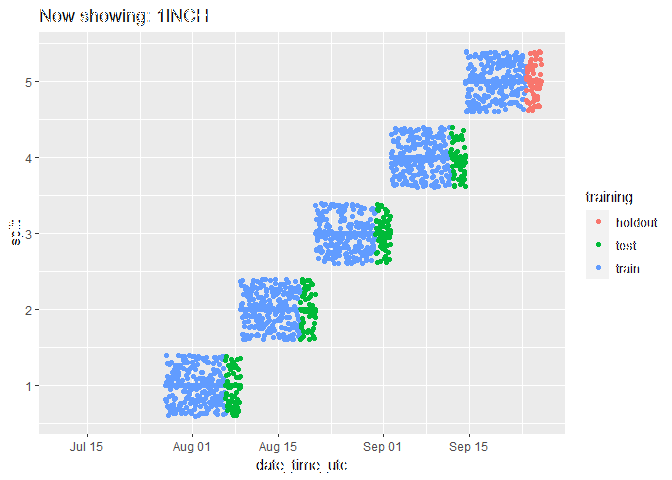 Now showing: 1INCH
5
4
3
2
1
split
Jul 15
Aug 01
Aug 15
Sep 01
Sep 15
date_time_utc
training
holdout
test
train